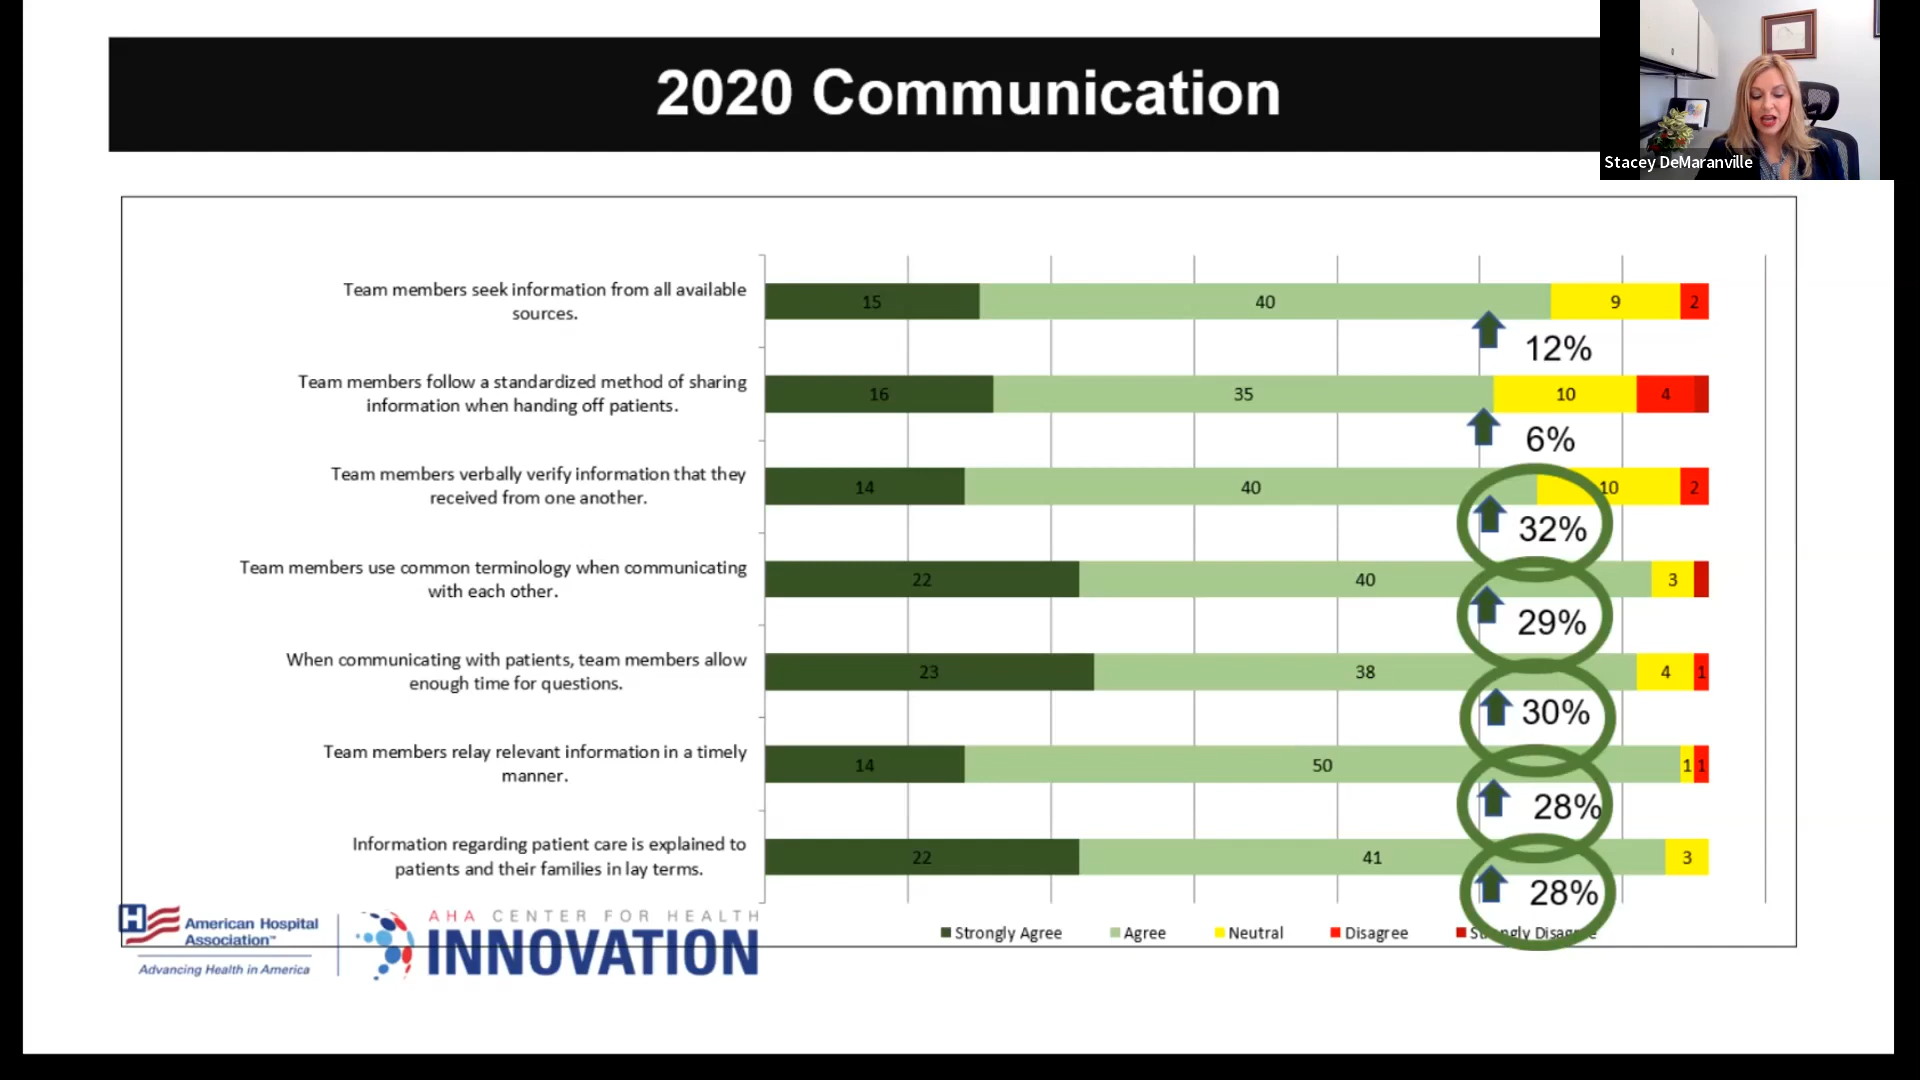 2020 Communication
Stacey DeMaranville
Team members seek information from all available
sources.
15 40 9 2
12%
Team members follow a standardized method of sharing
information when handing off patients.
16 35 10 4
6%
Team members verbally verify information that they
received from one another.
14 40 10 2
32%
Team members use common terminology when communicating
with each other.
22 40 3
29%
When communicating with patients, team members allow
enough time for questions.
23 38 4 1
30%
Team members relay relevant information in a timely
manner.
14 50 1 1
28%
Information regarding patient care is explained to
patients and their families in lay terms.
22 41 3
28%
Strongly Agree Agree Neutral Disagree Strongly Disagree
H American Hospital
Association™
Advancing Health in America
AHA CENTER FOR HEALTH
INNOVATION